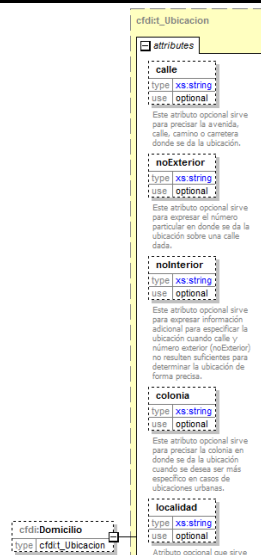 cfdi:t_Ubicacion
attributes
calle
type xs:string
use optional
Este atributo opcional sirve
para precisar la avenida,
calle, camino o carretera
donde se da la ubicación.
noExterior
type xs:string
use optional
Este atributo opcional sirve
para expresar el número
particular en donde se da la
ubicación sobre una calle
dada.
noInterior
type xs:string
use optional
Este atributo opcional sirve
para expresar información
adicional para especificar la
ubicación cuando calle y
número exterior (noExterior)
no resulten suficientes para
determinar la ubicación de
forma precisa.
colonia
type xs:string
use optional
Este atributo opcional sirve
para precisar la colonia en
donde se da la ubicación
cuando se desea ser más
específico en casos de
ubicaciones urbanas.
localidad
type xs:string
use optional
Atributo opcional que sirve
cfdi:Domicilio
type cfdi:t_Ubicacion